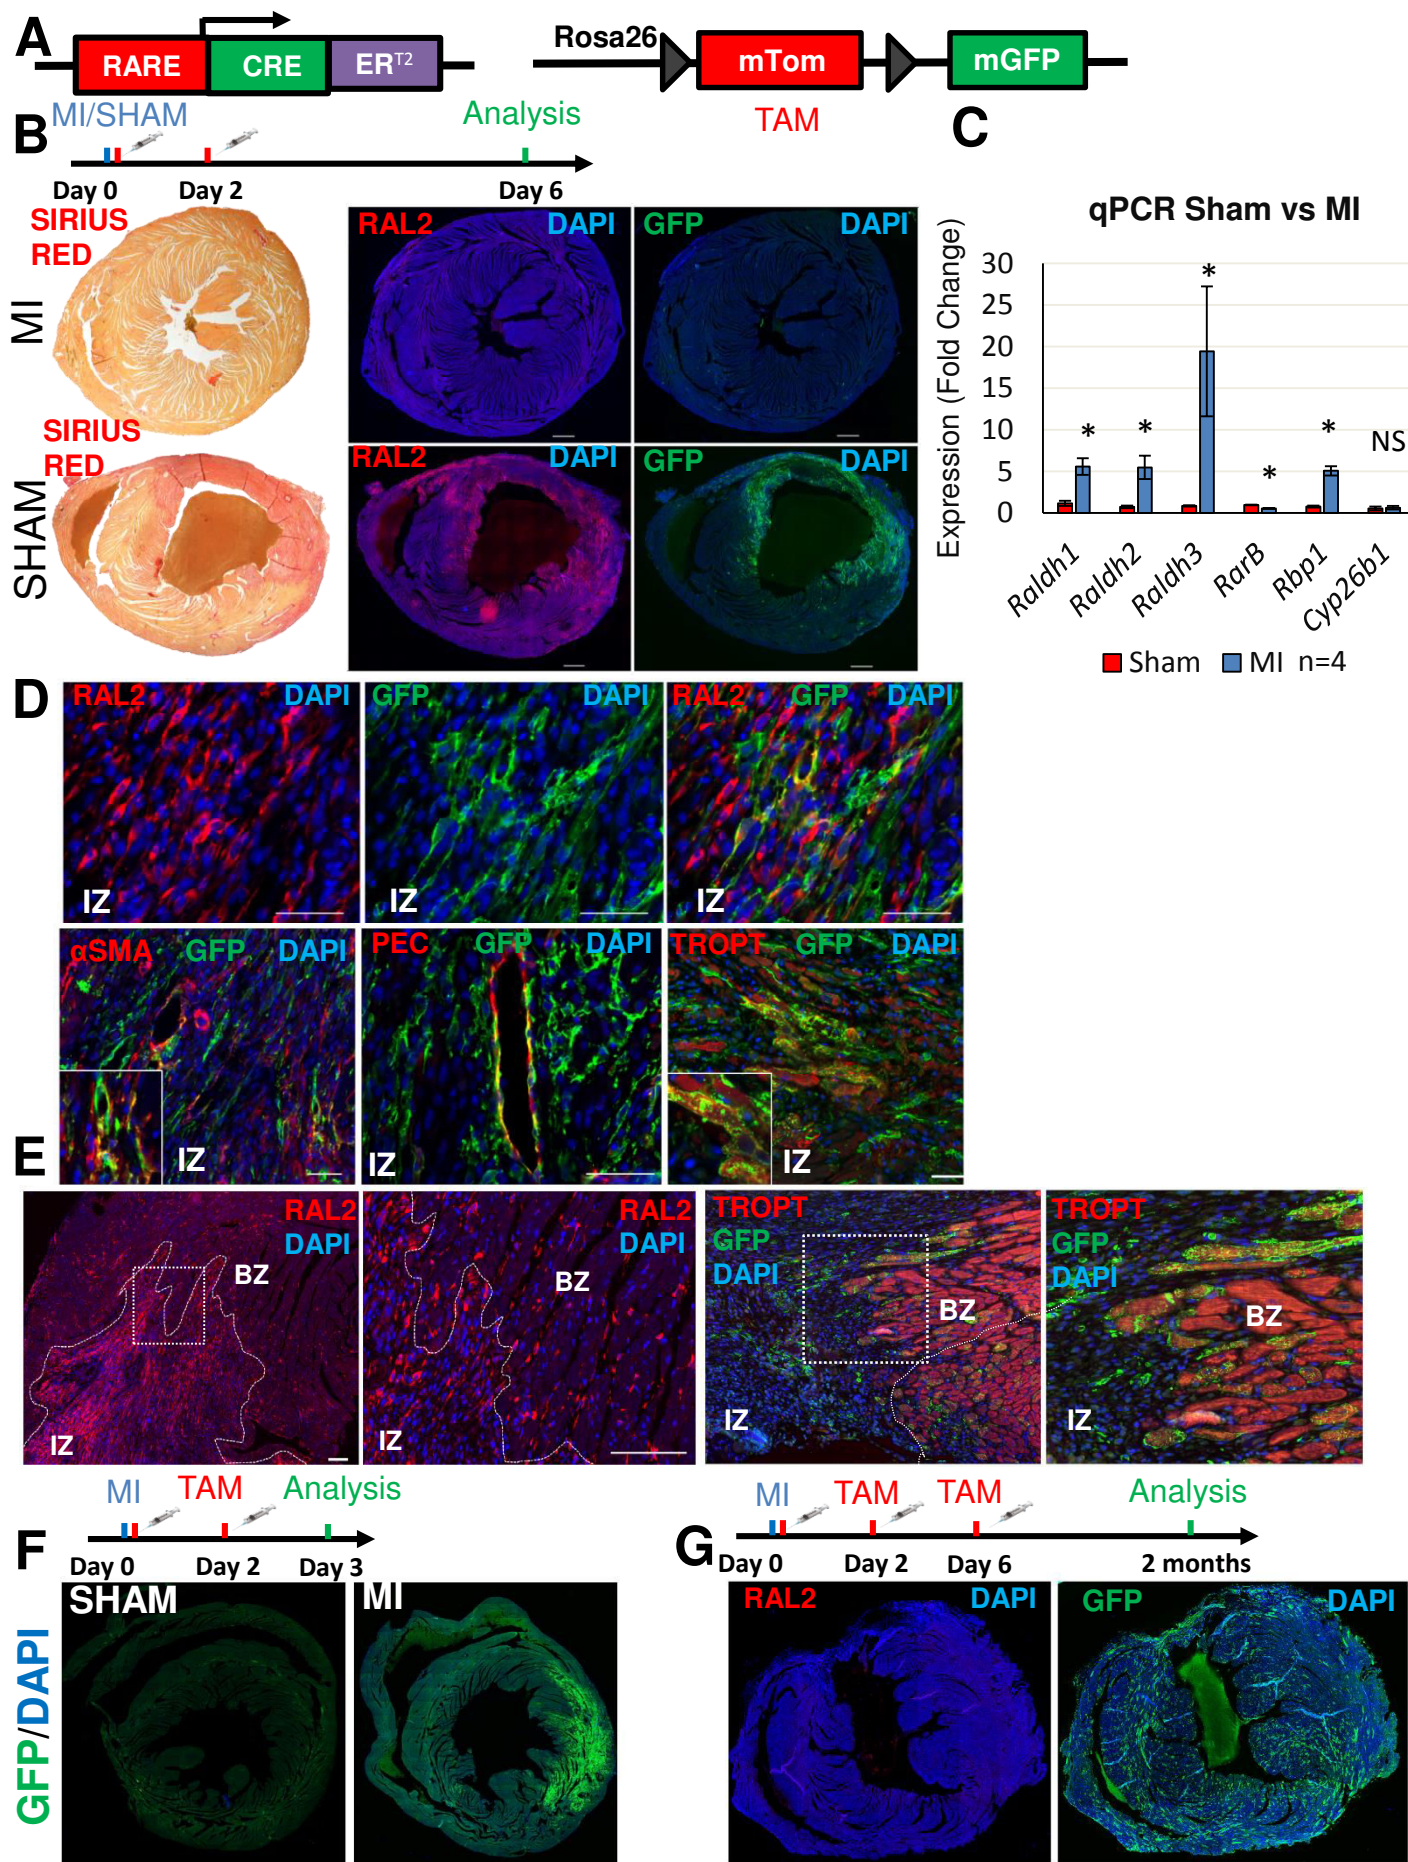 A
RARE CRE ERT2
Rosa26 mTom mGFP
B
MI/SHAM Analysis TAM
Day 0 Day 2 Day 6
C
SIRIUS
RED
MI
RAL2 DAPI GFP DAPI
SIRIUS
RED
SHAM
RAL2 DAPI GFP DAPI
qPCR Sham vs MI
Expression (Fold Change)
30
25
20
15
10
5
0
* * * * * NS
Raldh1 Raldh2 Raldh3 RarB Rbp1 Cyp26b1
Sham MI n=4
D
RAL2 DAPI GFP DAPI RAL2 GFP DAPI
IZ IZ IZ
αSMA GFP DAPI PEC GFP DAPI TROPT GFP DAPI
IZ IZ IZ
E
RAL2
DAPI
BZ
IZ
RAL2
DAPI
BZ
IZ
TROPT
GFP
DAPI
BZ
IZ
TROPT
GFP
DAPI
BZ
IZ
F
MI TAM Analysis
Day 0 Day 2 Day 3
GFP/DAPI
SHAM MI
G
MI TAM TAM Analysis
Day 0 Day 2 Day 6 2 months
RAL2 DAPI GFP DAPI